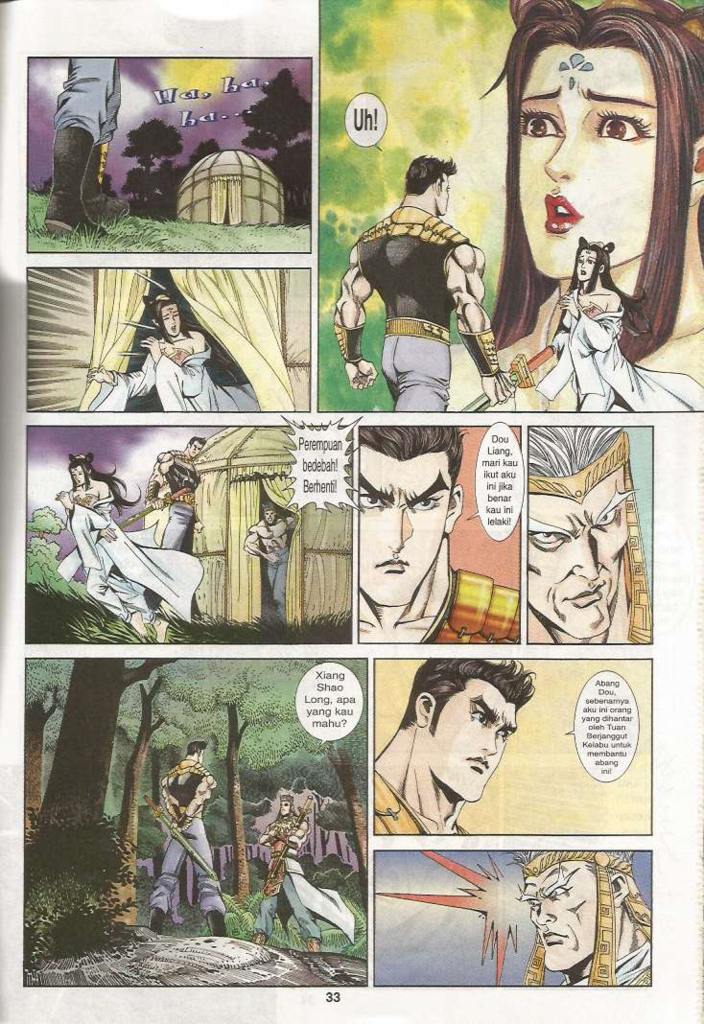 Ha, ha,
ha...
Uh!
Perempuan
bedebah!
Berhenti!
Dou
Liang,
mari kau
ikut aku
ini jika
benar
kau ini
lelaki!
Xiang
Shao
Long, apa
yang kau
mahu?
Abang
Dou,
sebenarnya
aku ini orang
yang dihantar
oleh Tuan
Berjanggut
Kelabu untuk
membantu
abang
ini!
33